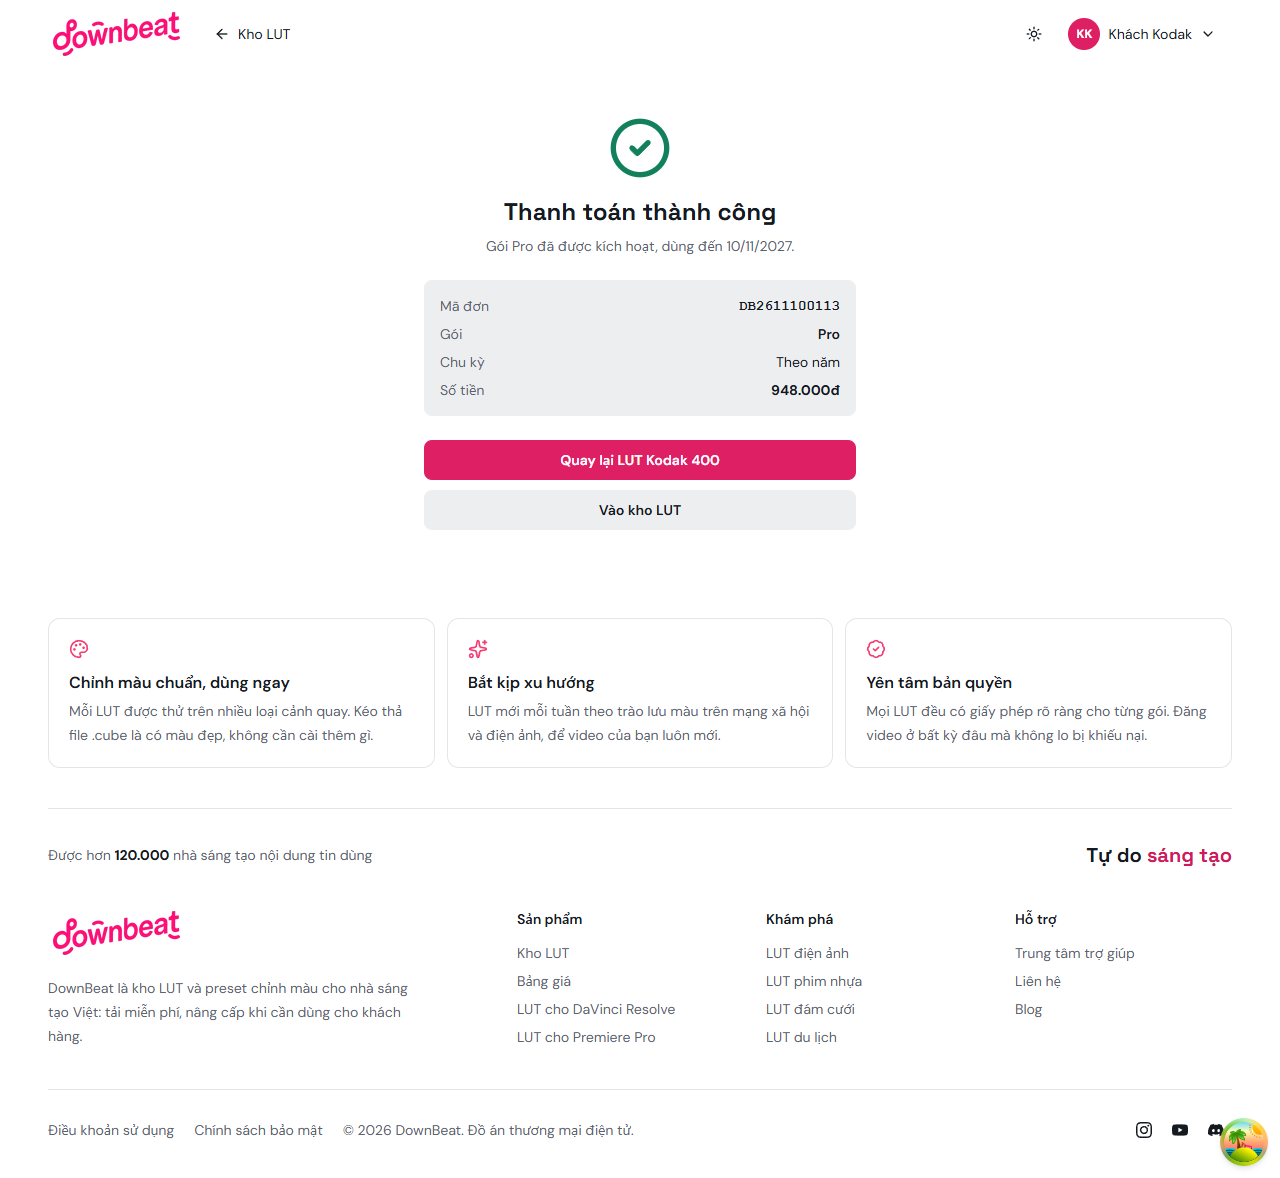 downbeat
Kho LUT
KK
Khách Kodak
Thanh toán thành công
Gói Pro đã được kích hoạt, dùng đến 10/11/2027.
Mã đơn DB2611100113
Gói Pro
Chu kỳ Theo năm
Số tiền 948.000đ
Quay lại LUT Kodak 400
Vào kho LUT
Chỉnh màu chuẩn, dùng ngay
Mỗi LUT được thử trên nhiều loại cảnh quay. Kéo thả
file .cube là có màu đẹp, không cần cài thêm gì.
Bắt kịp xu hướng
LUT mới mỗi tuần theo trào lưu màu trên mạng xã hội
và điện ảnh, để video của bạn luôn mới.
Yên tâm bản quyền
Mọi LUT đều có giấy phép rõ ràng cho từng gói. Đăng
video ở bất kỳ đâu mà không lo bị khiếu nại.
Được hơn 120.000 nhà sáng tạo nội dung tin dùng
Tự do sáng tạo
downbeat
DownBeat là kho LUT và preset chỉnh màu cho nhà sáng
tạo Việt: tải miễn phí, nâng cấp khi cần dùng cho khách
hàng.
Sản phẩm
Kho LUT
Bảng giá
LUT cho DaVinci Resolve
LUT cho Premiere Pro
Khám phá
LUT điện ảnh
LUT phim nhựa
LUT đám cưới
LUT du lịch
Hỗ trợ
Trung tâm trợ giúp
Liên hệ
Blog
Điều khoản sử dụng
Chính sách bảo mật
© 2026 DownBeat. Đồ án thương mại điện tử.